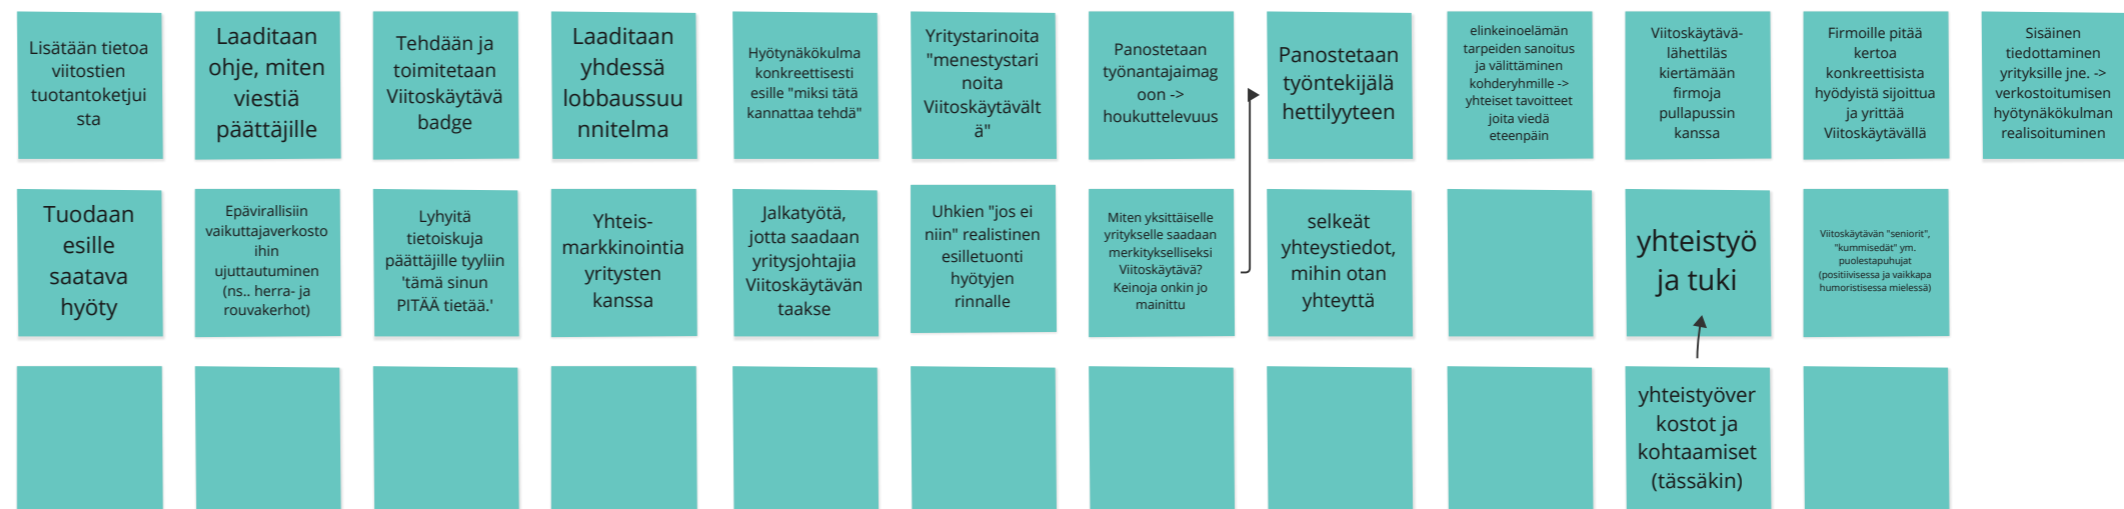 Lisätään tietoa
viitostien
tuotantoketjui
sta
Laaditaan
ohje, miten
viestiä
päättäjille
Tehdään ja
toimitetaan
Viitoskäytävä
badge
Laaditaan
yhdessä
lobbaussuu
nnitelma
Hyötynäkökulma
konkreettisesti
esille "miksi tätä
kannattaa tehdä"
Yritystarinoita
"menestystari
noita
Viitoskäytävält
ä"
Panostetaan
työnantajaimag
oon ->
houkuttelevuus
Panostetaan
työntekijälä
hettilyyteen
elinkeinoelämän
tarpeiden sanoitus
ja välittäminen
kohderyhmille ->
yhteiset tavoitteet
joita viedä
eteenpäin
Viitoskäytävä-
lähettiläs
kiertämään
firmoja
pullapussin
kanssa
Firmoille pitää
kertoa
konkreettisista
hyödyistä sijoittua
ja yrittää
Viitoskäytävällä
Sisäinen
tiedottaminen
yrityksille jne. ->
verkostoitumisen
hyötynäkökulman
realisoituminen
Tuodaan
esille
saatava
hyöty
Epävirallisiin
vaikuttajaverkosto
ihin
ujuttautuminen
(ns.. herra- ja
rouvakerhot)
Lyhyitä
tietoiskuja
päättäjille tyyliin
'tämä sinun
PITÄÄ tietää.'
Yhteis-
markkinointia
yritysten
kanssa
Jalkatyötä,
jotta saadaan
yritysjohtajia
Viitoskäytävän
taakse
Uhkien "jos ei
niin" realistinen
esilletuonti
hyötyjen
rinnalle
Miten yksittäiselle
yritykselle saadaan
merkitykselliseksi
Viitoskäytävä?
Keinoja onkin jo
mainittu
selkeät
yhteystiedot,
mihin otan
yhteyttä
yhteistyö
ja tuki
Viitoskäytävän "seniorit",
"kummisedät" ym.
puolestapuhujat
(positiivisessa ja vaikkapa
humoristisessa mielessä)
yhteistyöver
kostot ja
kohtaamiset
(tässäkin)